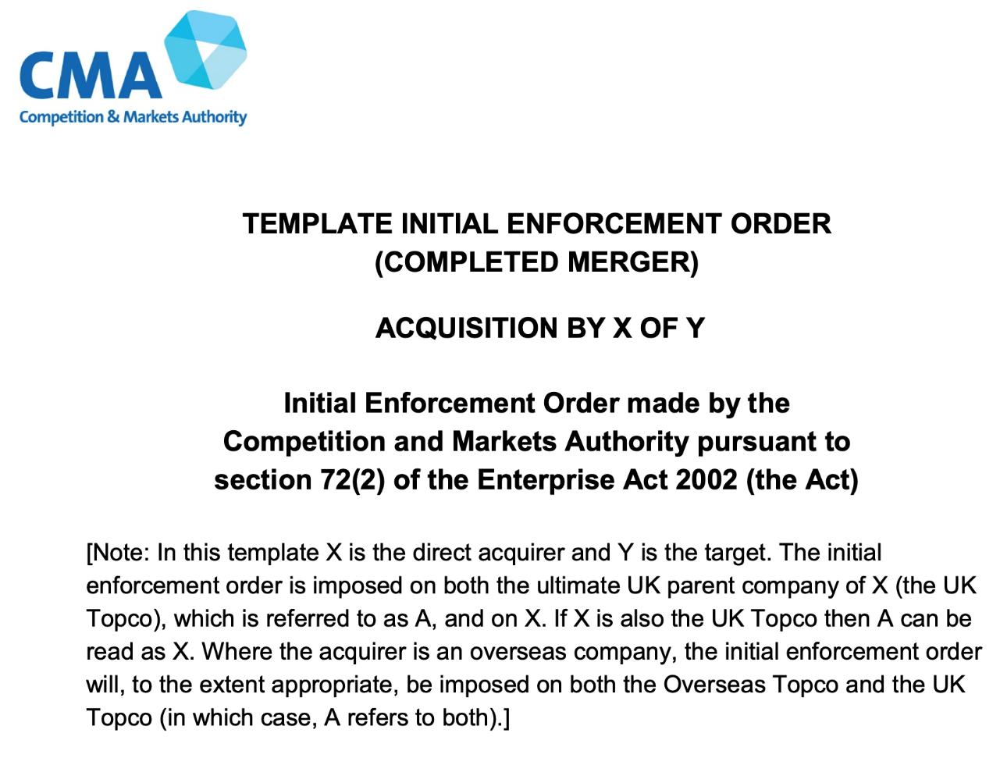 CMA
Competition & Markets Authority
TEMPLATE INITIAL ENFORCEMENT ORDER
(COMPLETED MERGER)
ACQUISITION BY X OF Y
Initial Enforcement Order made by the
Competition and Markets Authority pursuant to
section 72(2) of the Enterprise Act 2002 (the Act)
[Note: In this template X is the direct acquirer and Y is the target. The initial
enforcement order is imposed on both the ultimate UK parent company of X (the UK
Topco), which is referred to as A, and on X. If X is also the UK Topco then A can be
read as X. Where the acquirer is an overseas company, the initial enforcement order
will, to the extent appropriate, be imposed on both the Overseas Topco and the UK
Topco (in which case, A refers to both).]